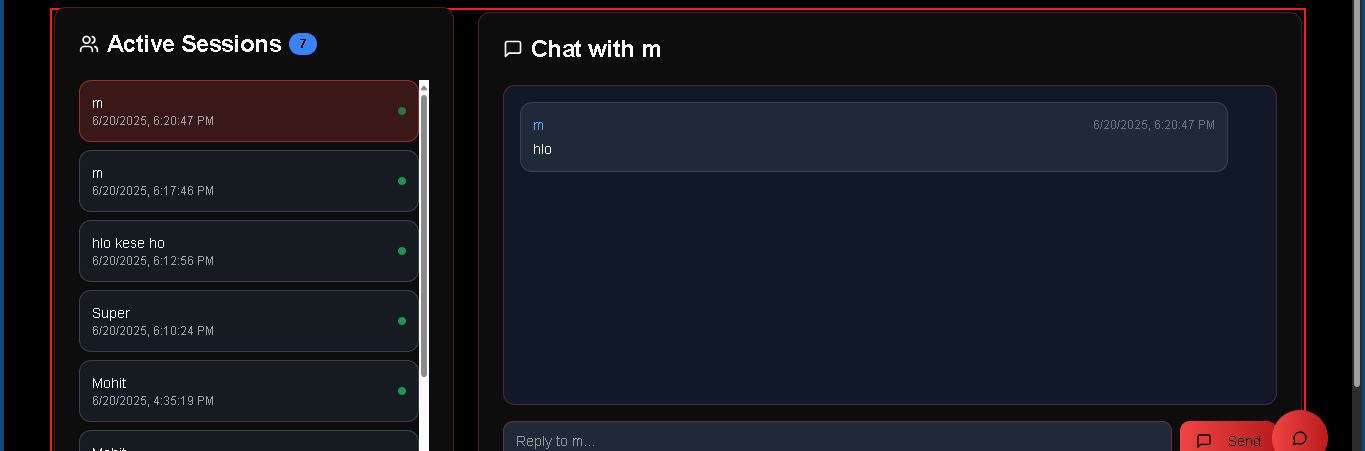 Active Sessions 7
m
6/20/2025, 6:20:47 PM
m
6/20/2025, 6:17:46 PM
hlo kese ho
6/20/2025, 6:12:56 PM
Super
6/20/2025, 6:10:24 PM
Mohit
6/20/2025, 4:35:19 PM
Mohit
Chat with m
m 6/20/2025, 6:20:47 PM
hlo
Reply to m...
Send